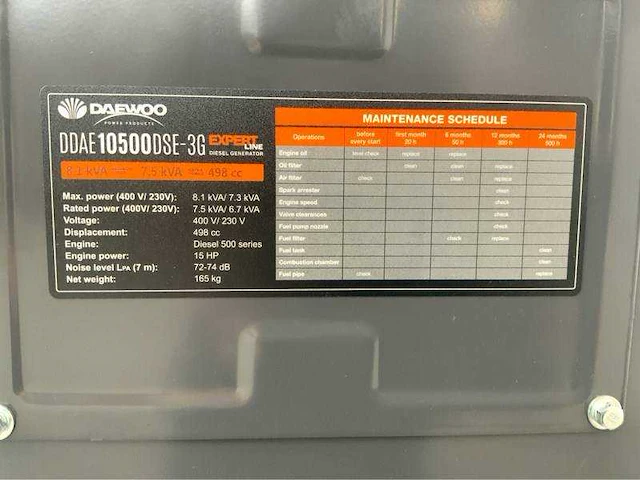 DAEWOO
POWER PRODUCTS
DDAE10500DSE-3G EXPERT LINE
DIESEL GENERATOR
8.1 kVA 7.5 kVA 498 cc
Max. power (400 V/ 230V): 8.1 kVA/ 7.3 kVA
Rated power (400V/ 230V): 7.5 kVA/ 6.7 kVA
Voltage: 400 V/ 230 V
Displacement: 498 cc
Engine: Diesel 500 series
Engine power: 15 HP
Noise level LPA (7 m): 72-74 dB
Net weight: 165 kg
MAINTENANCE SCHEDULE
Operations before every start first month 20 h 6 months 50 h 12 months 300 h 24 months 500 h
Engine oil level check replace replace
Oil filter clean clean replace
Air filter check check clean replace
Spark arrester clean
Engine speed check
Valve clearances check
Fuel pump nozzle check
Fuel filter check replace
Fuel tank clean
Combustion chamber clean
Fuel pipe check replace